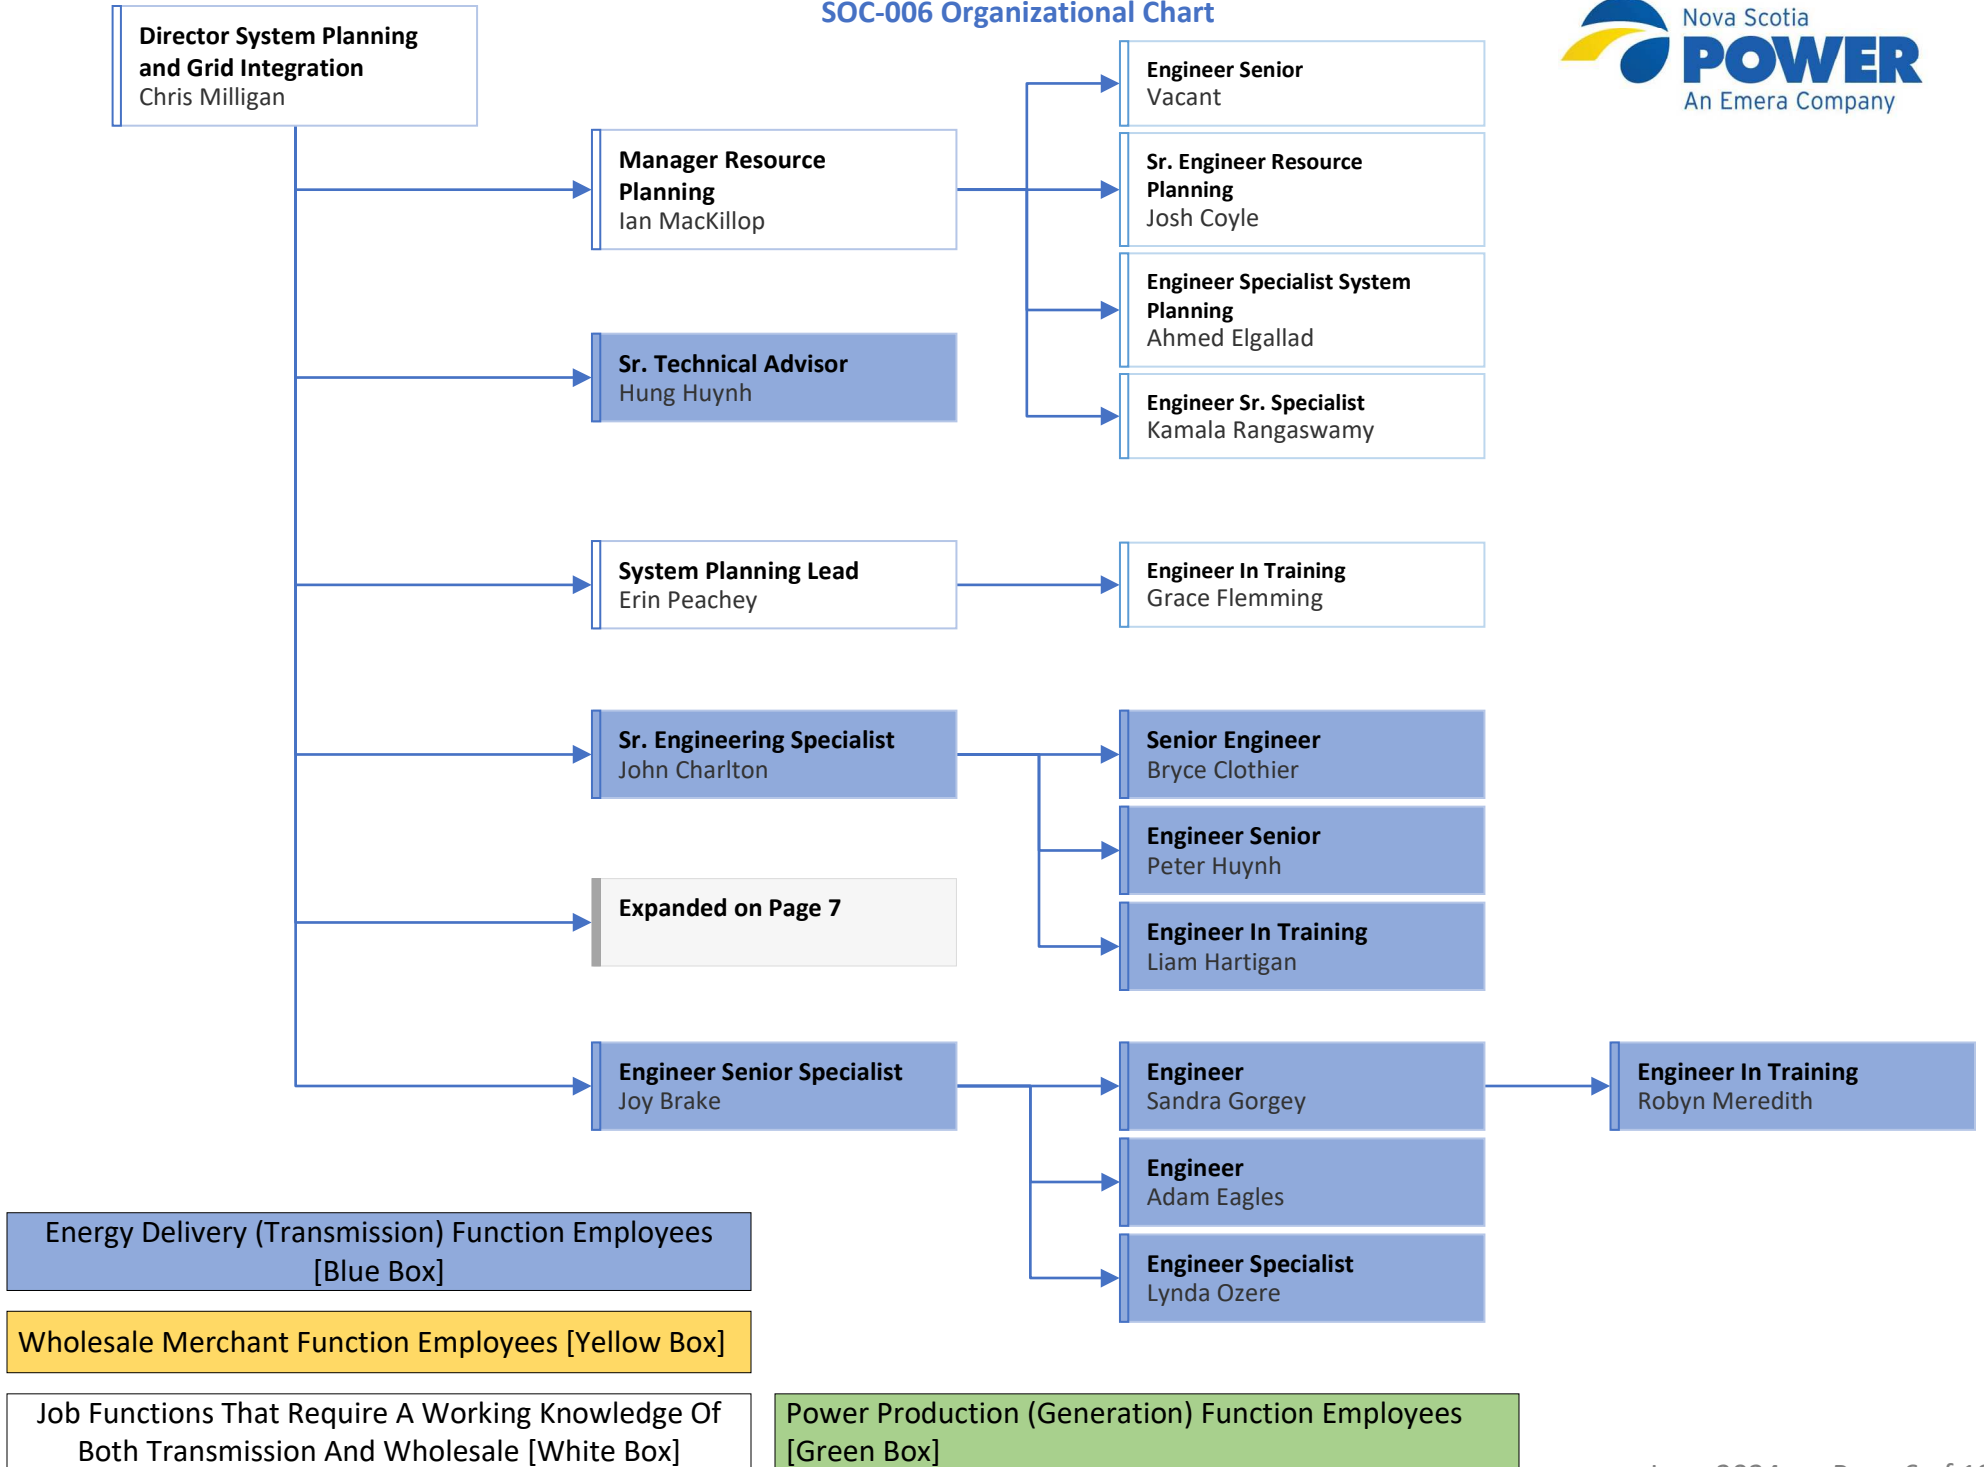 SOC-006 Organizational Chart
Nova Scotia
POWER
An Emera Company
Director System Planning
and Grid Integration
Chris Milligan
Manager Resource
Planning
Ian MacKillop
Engineer Senior
Vacant
Sr. Engineer Resource
Planning
Josh Coyle
Engineer Specialist System
Planning
Ahmed Elgallad
Engineer Sr. Specialist
Kamala Rangaswamy
Sr. Technical Advisor
Hung Huynh
System Planning Lead
Erin Peachey
Engineer In Training
Grace Flemming
Sr. Engineering Specialist
John Charlton
Senior Engineer
Bryce Clothier
Engineer Senior
Peter Huynh
Engineer In Training
Liam Hartigan
Expanded on Page 7
Engineer Senior Specialist
Joy Brake
Engineer
Sandra Gorgey
Engineer In Training
Robyn Meredith
Engineer
Adam Eagles
Engineer Specialist
Lynda Ozere
Energy Delivery (Transmission) Function Employees
[Blue Box]
Wholesale Merchant Function Employees [Yellow Box]
Job Functions That Require A Working Knowledge Of
Both Transmission And Wholesale [White Box]
Power Production (Generation) Function Employees
[Green Box]